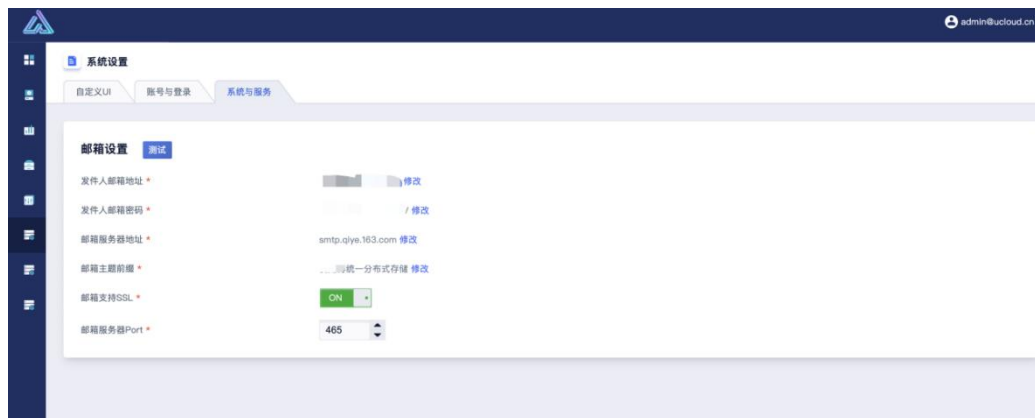 admin@ucloud.cn
系统设置
自定义UI 账号与登录 系统与服务
邮箱设置 测试
发件人邮箱地址 * 修改
发件人邮箱密码 * 修改
邮箱服务器地址 * smtp.qiye.163.com 修改
邮箱主题前缀 * 统一分布式存储 修改
邮箱支持SSL * ON
邮箱服务器Port * 465